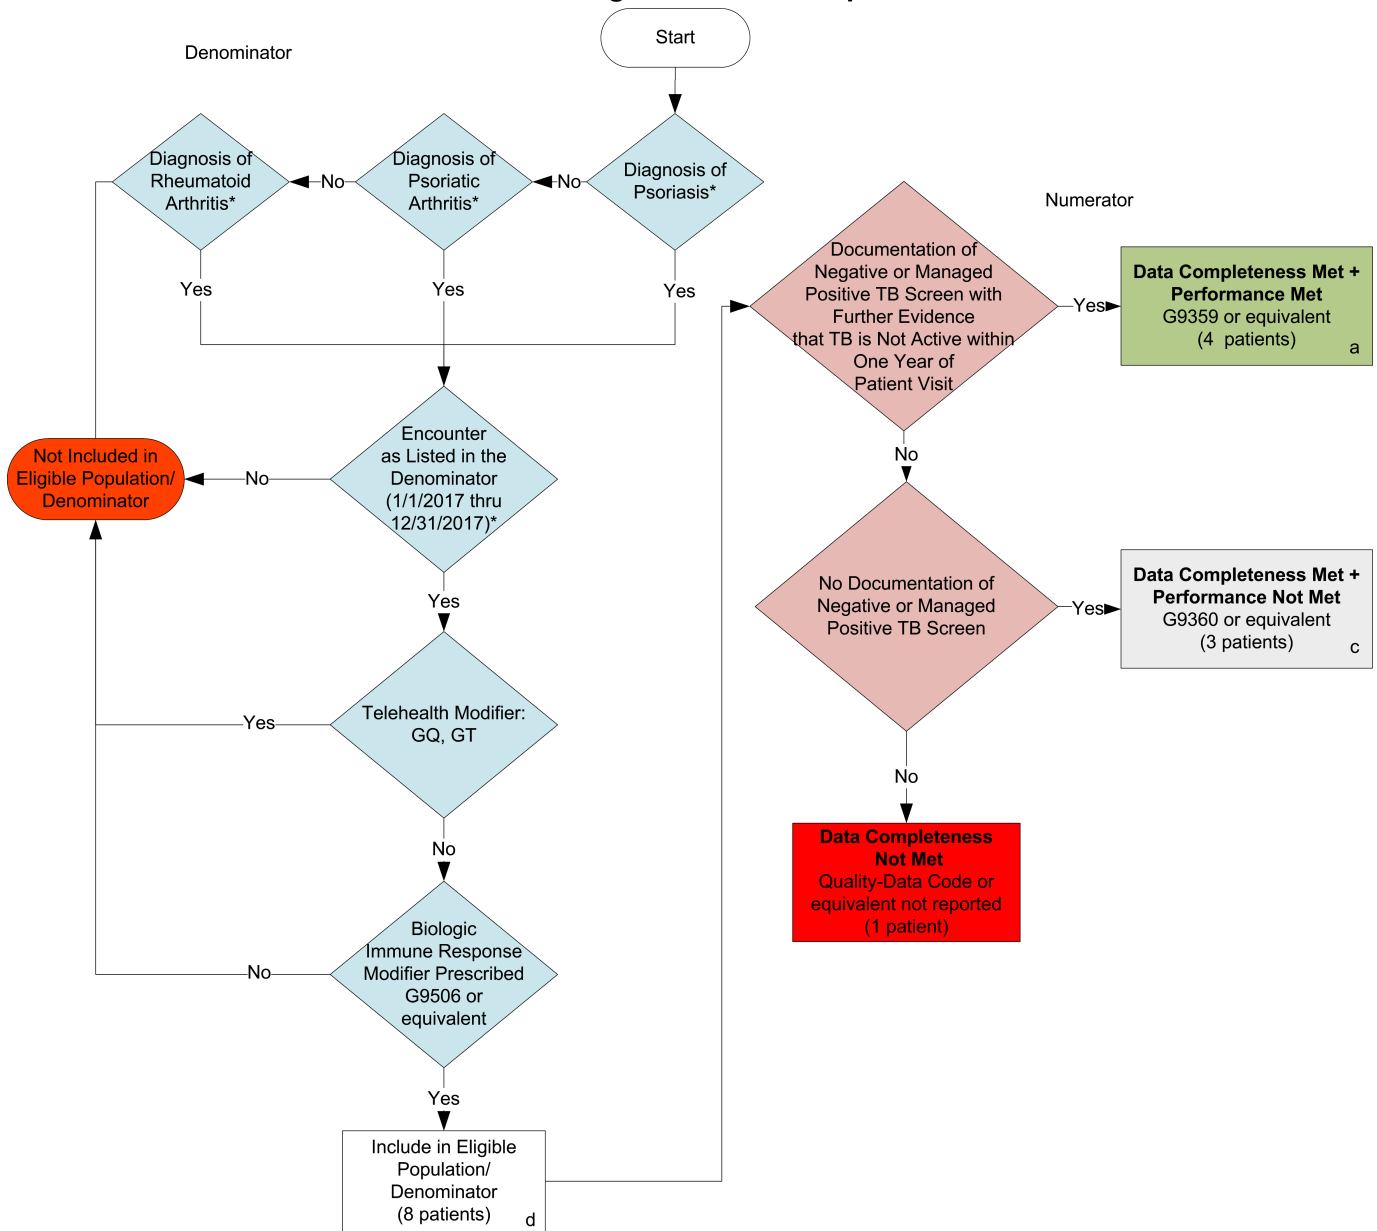 Start
Denominator
Diagnosis of
Rheumatoid
Arthritis*
No
Diagnosis of
Psoriatic
Arthritis*
No
Diagnosis of
Psoriasis*
Yes
Yes
Yes
Encounter
as Listed in the
Denominator
(1/1/2017 thru
12/31/2017)*
No
Not Included in
Eligible Population/
Denominator
Yes
Telehealth Modifier:
GQ, GT
Yes
No
Biologic
Immune Response
Modifier Prescribed
G9506 or
equivalent
No
Yes
Include in Eligible
Population/
Denominator
(8 patients)
d
Numerator
Documentation of
Negative or Managed
Positive TB Screen with
Further Evidence
that TB is Not Active within
One Year of
Patient Visit
Yes
Data Completeness Met +
Performance Met
G9359 or equivalent
(4 patients)
a
No
No Documentation of
Negative or Managed
Positive TB Screen
Yes
Data Completeness Met +
Performance Not Met
G9360 or equivalent
(3 patients)
c
No
Data Completeness
Not Met
Quality-Data Code or
equivalent not reported
(1 patient)